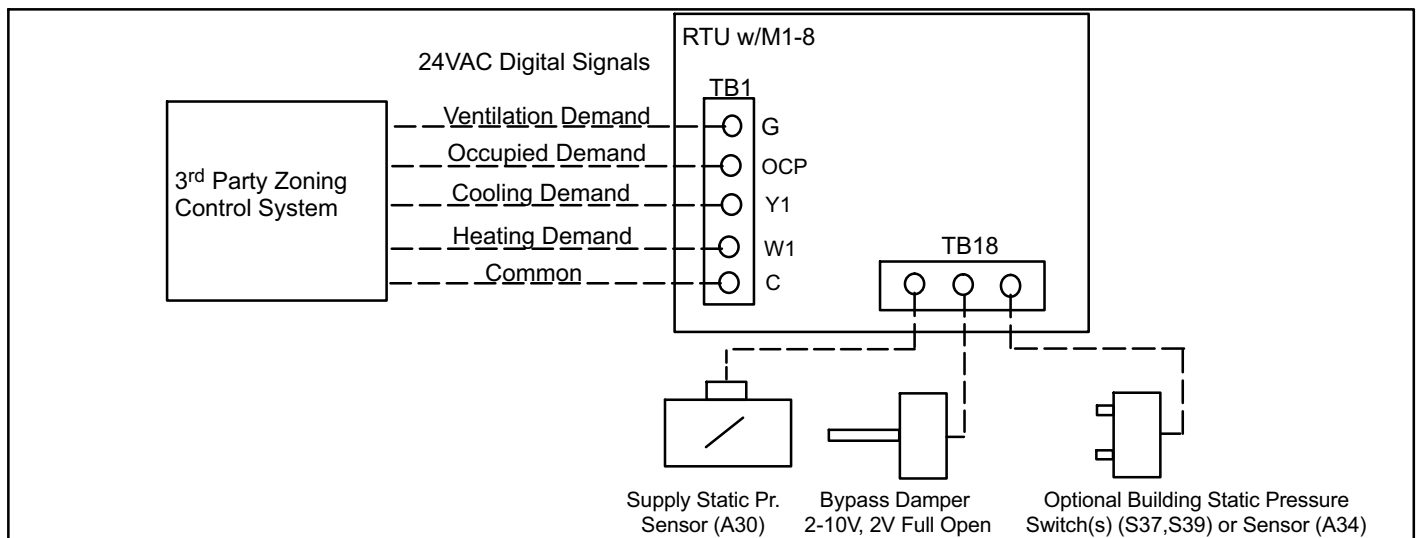 RTU w/M1-8
24VAC Digital Signals
TB1
Ventilation Demand
G
Occupied Demand
OCP
3rd Party Zoning
Control System
Cooling Demand
Y1
Heating Demand
W1
Common
C
TB18
Supply Static Pr.
Sensor (A30)
Bypass Damper
2-10V, 2V Full Open
Optional Building Static Pressure
Switch(s) (S37,S39) or Sensor (A34)